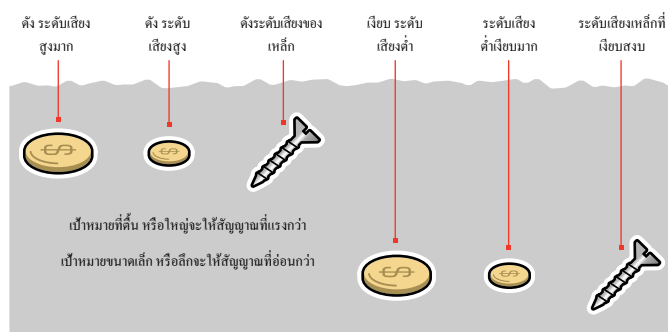 ดัง ระดับเสียง
สูงมาก
ดัง ระดับ
เสียงสูง
ดังระดับเสียงของ
เหล็ก
เงียบ ระดับ
เสียงต่ำ
ระดับเสียง
ต่ำเงียบมาก
ระดับเสียงเหล็กที่
เงียบสงบ
เป้าหมายที่ตื้น หรือใหญ่จะให้สัญญาณที่แรงกว่า
เป้าหมายขนาดเล็ก หรือลึกจะให้สัญญาณที่อ่อนกว่า